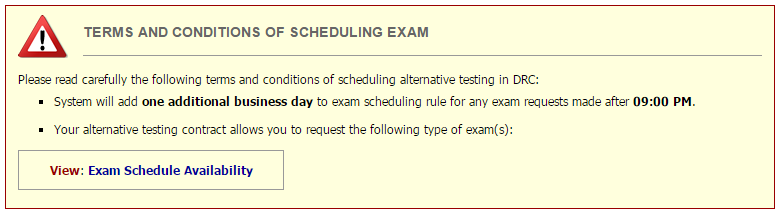 TERMS AND CONDITIONS OF SCHEDULING EXAM
Please read carefully the following terms and conditions of scheduling alternative testing in DRC:
System will add one additional business day to exam scheduling rule for any exam requests made after 09:00 PM.
Your alternative testing contract allows you to request the following type of exam(s):
View: Exam Schedule Availability